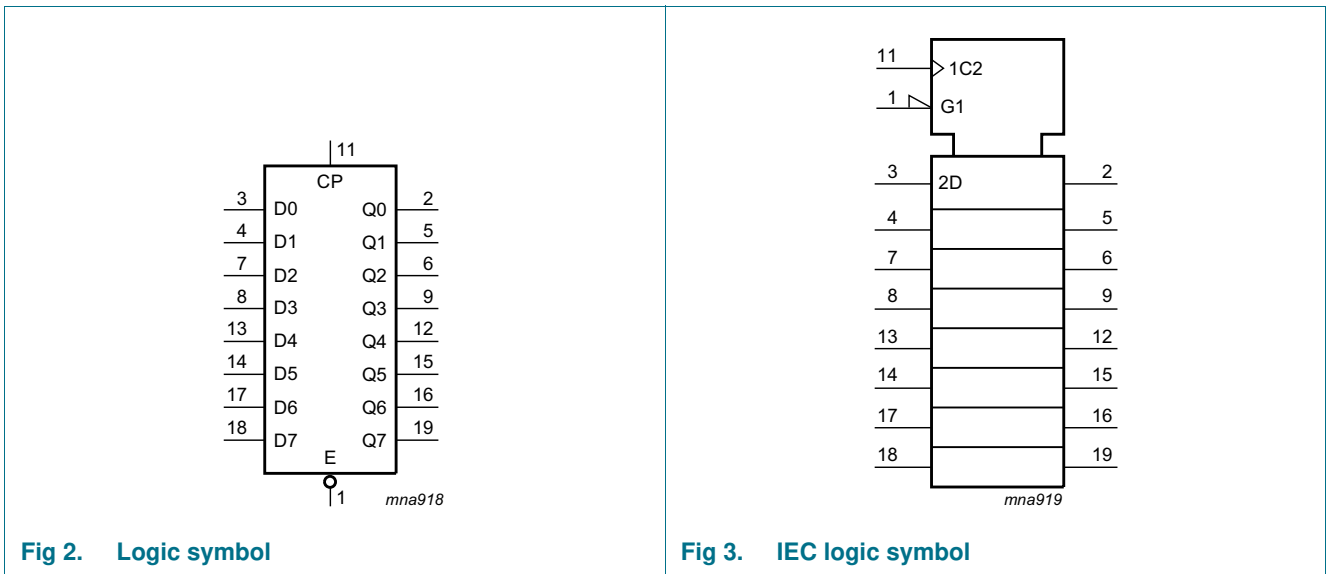 11
CP
3 D0 Q0 2
4 D1 Q1 5
7 D2 Q2 6
8 D3 Q3 9
13 D4 Q4 12
14 D5 Q5 15
17 D6 Q6 16
18 D7 Q7 19
E
1
mna918
Fig 2. Logic symbol
11 1C2
1 G1
3 2D 2
4 5
7 6
8 9
13 12
14 15
17 16
18 19
mna919
Fig 3. IEC logic symbol